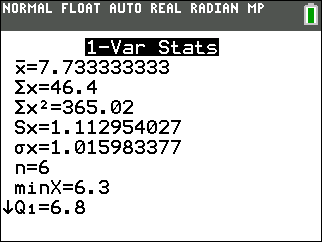 NORMAL FLOAT AUTO REAL RADIAN MP
1-Var Stats
x̄=7.733333333
Σx=46.4
Σx²=365.02
Sx=1.112954027
σx=1.015983377
n=6
minX=6.3
↓Q₁=6.8